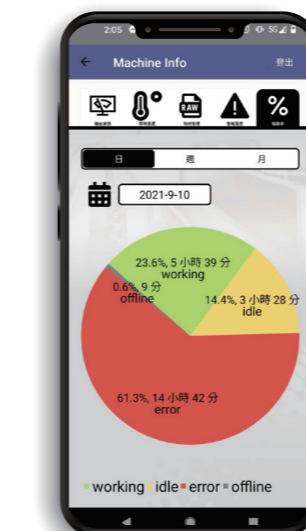 2:05
5G
Machine Info
登出
RAW
%
日
週
月
2021-9-10
23.6%, 5 小時 39 分
working
0.6%, 9 分
offline
14.4%, 3 小時 28 分
idle
61.3%, 14 小時 42 分
error
working idle error offline